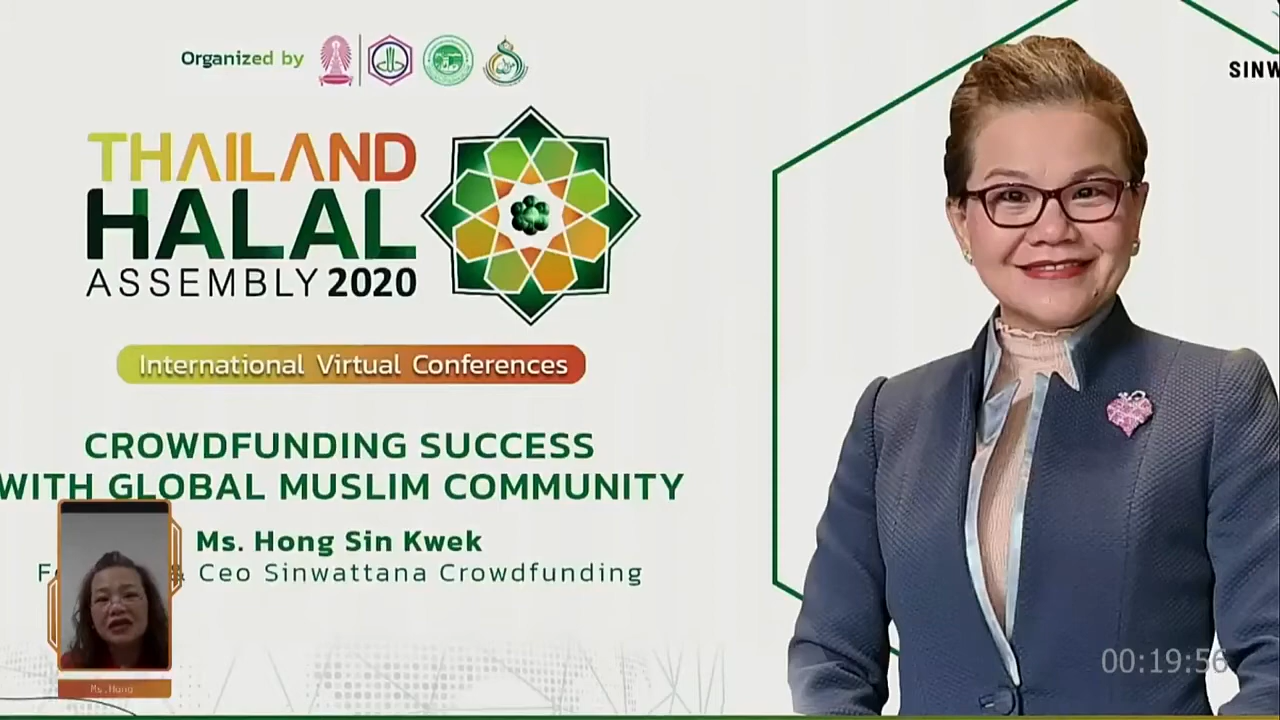 Organized by
SINW
THAILAND
HALAL
ASSEMBLY 2020
International Virtual Conferences
CROWDFUNDING SUCCESS
WITH GLOBAL MUSLIM COMMUNITY
Ms. Hong Sin Kwek
Ceo Sinwattana Crowdfunding
Ms.Hong
00:19:56